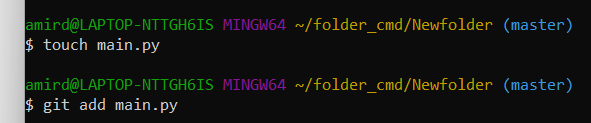 amird@LAPTOP-NTTGH6IS MINGW64 ~/folder_cmd/Newfolder (master)
$ touch main.py
amird@LAPTOP-NTTGH6IS MINGW64 ~/folder_cmd/Newfolder (master)
$ git add main.py